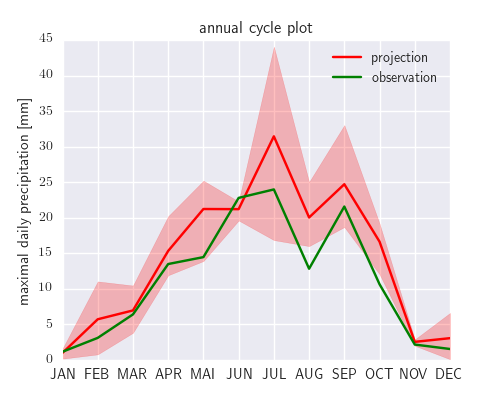 annual cycle plot
maximal daily precipitation [mm]
45
40
35
30
25
20
15
10
5
0
projection
observation
JAN FEB MAR APR MAI JUN JUL AUG SEP OCT NOV DEC